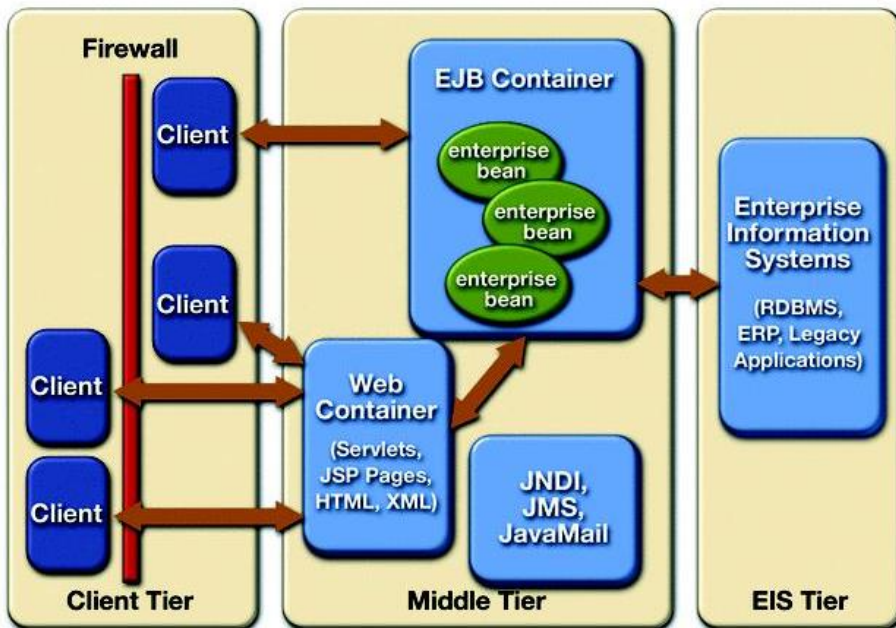 Firewall
Client
Client
Client
Client
Client Tier
EJB Container
enterprise
bean
enterprise
bean
enterprise
bean
Web
Container
(Servlets,
JSP Pages,
HTML, XML)
JNDI,
JMS,
JavaMail
Middle Tier
Enterprise
Information
Systems
(RDBMS,
ERP, Legacy
Applications)
EIS Tier